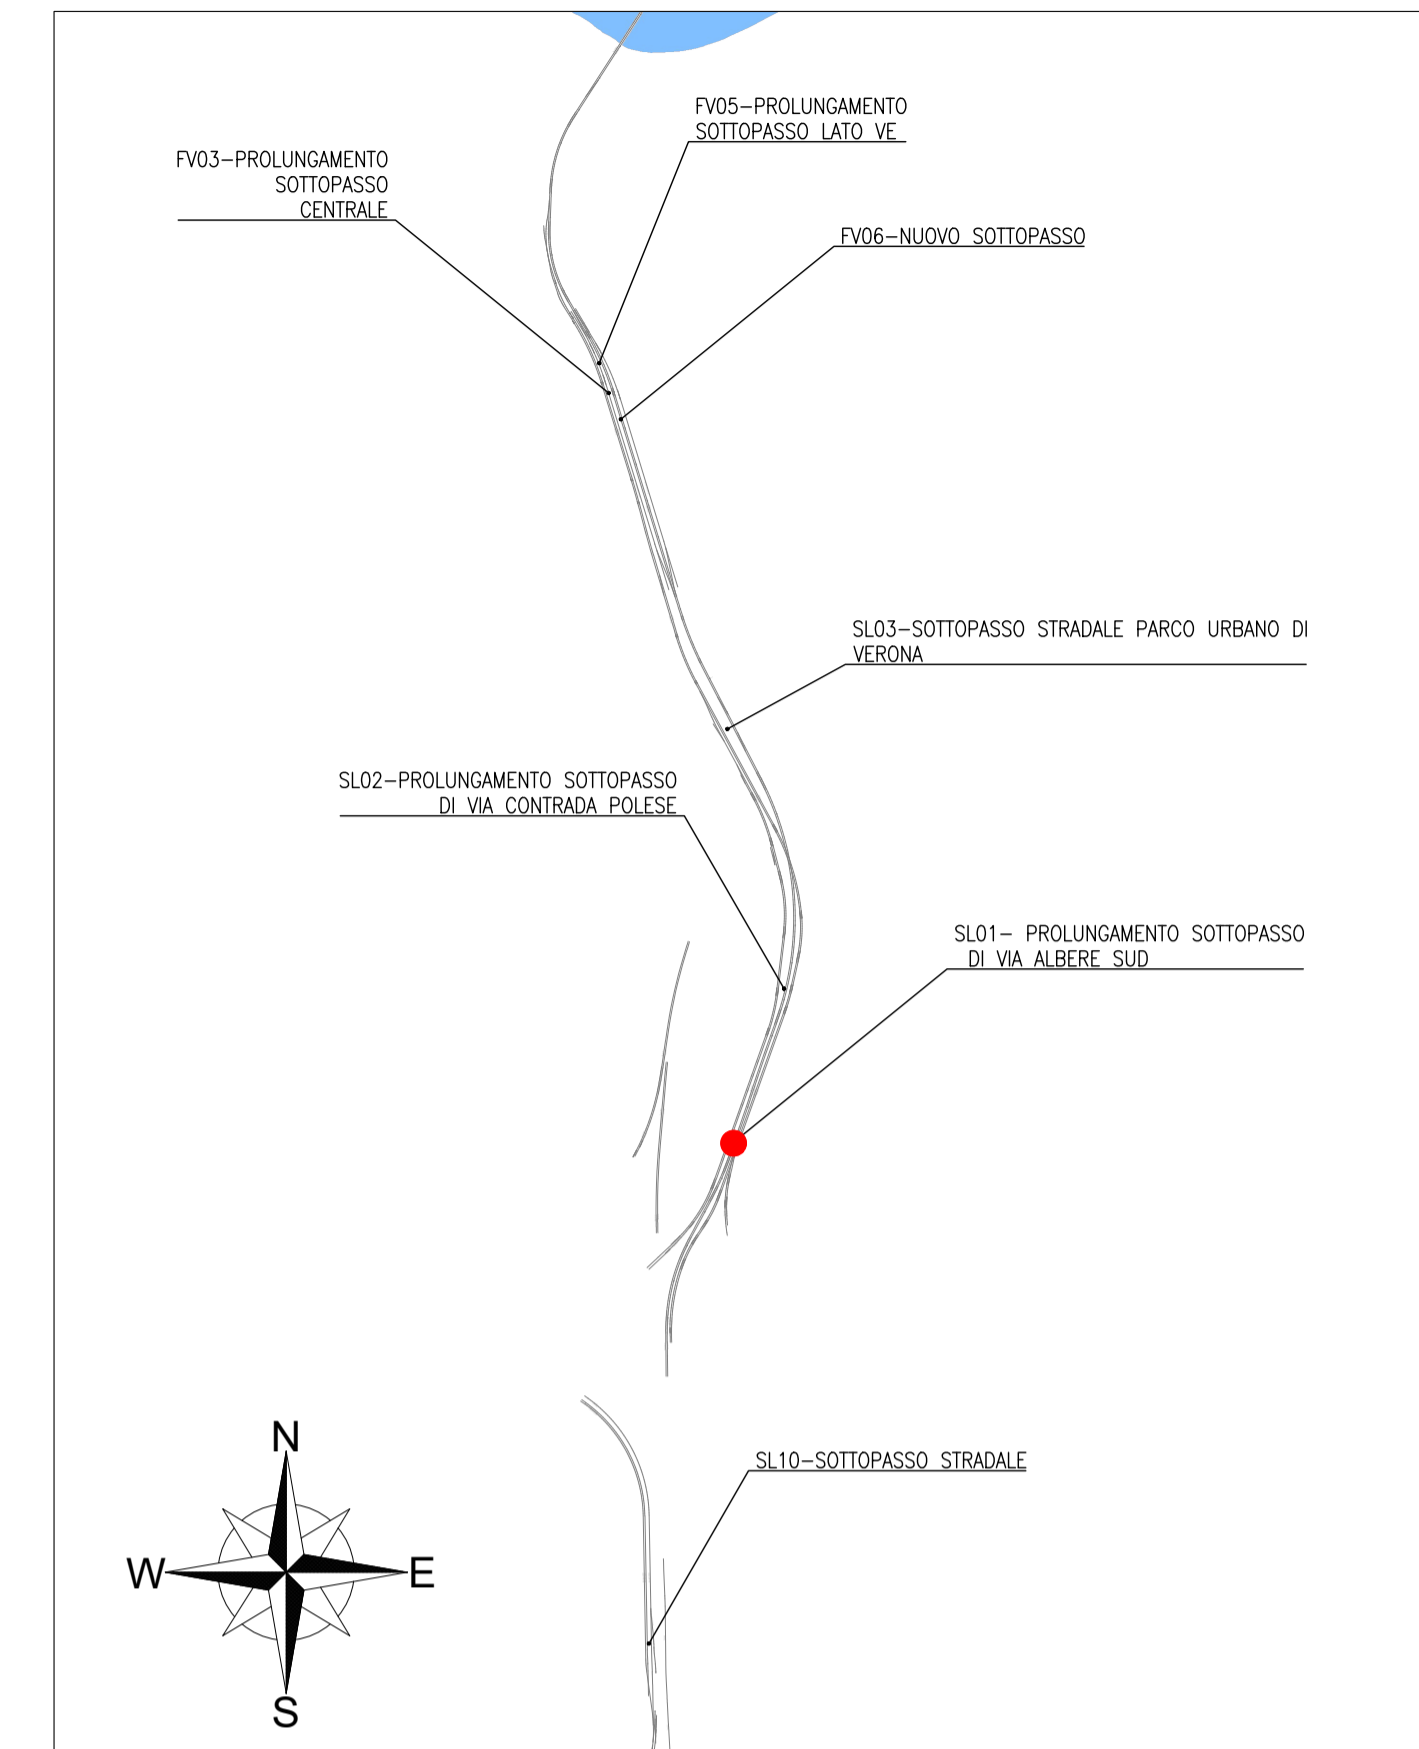 FV05-PROLUNGAMENTO
SOTTOPASSO LATO VE
FV03-PROLUNGAMENTO
SOTTOPASSO
CENTRALE
FV06-NUOVO SOTTOPASSO
SL03-SOTTOPASSO STRADALE PARCO URBANO DI
VERONA
SL02-PROLUNGAMENTO SOTTOPASSO
DI VIA CONTRADA POLESE
SL01- PROLUNGAMENTO SOTTOPASSO
DI VIA ALBERE SUD
SL10-SOTTOPASSO STRADALE
N
W
E
S